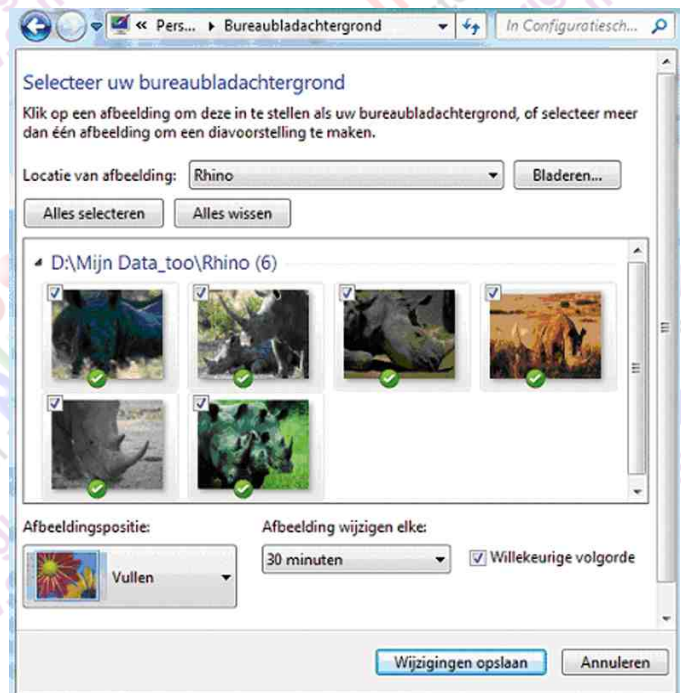 « Pers... ▸ Bureaubladachtergrond
In Configuratiesch...
Selecteer uw bureaubladachtergrond
Klik op een afbeelding om deze in te stellen als uw bureaubladachtergrond, of selecteer meer
dan één afbeelding om een diavoorstelling te maken.
Locatie van afbeelding: Rhino Bladeren...
Alles selecteren Alles wissen
D:\Mijn Data_too\Rhino (6)
Afbeeldingspositie: Afbeelding wijzigen elke:
Vullen 30 minuten Willekeurige volgorde
Wijzigingen opslaan Annuleren